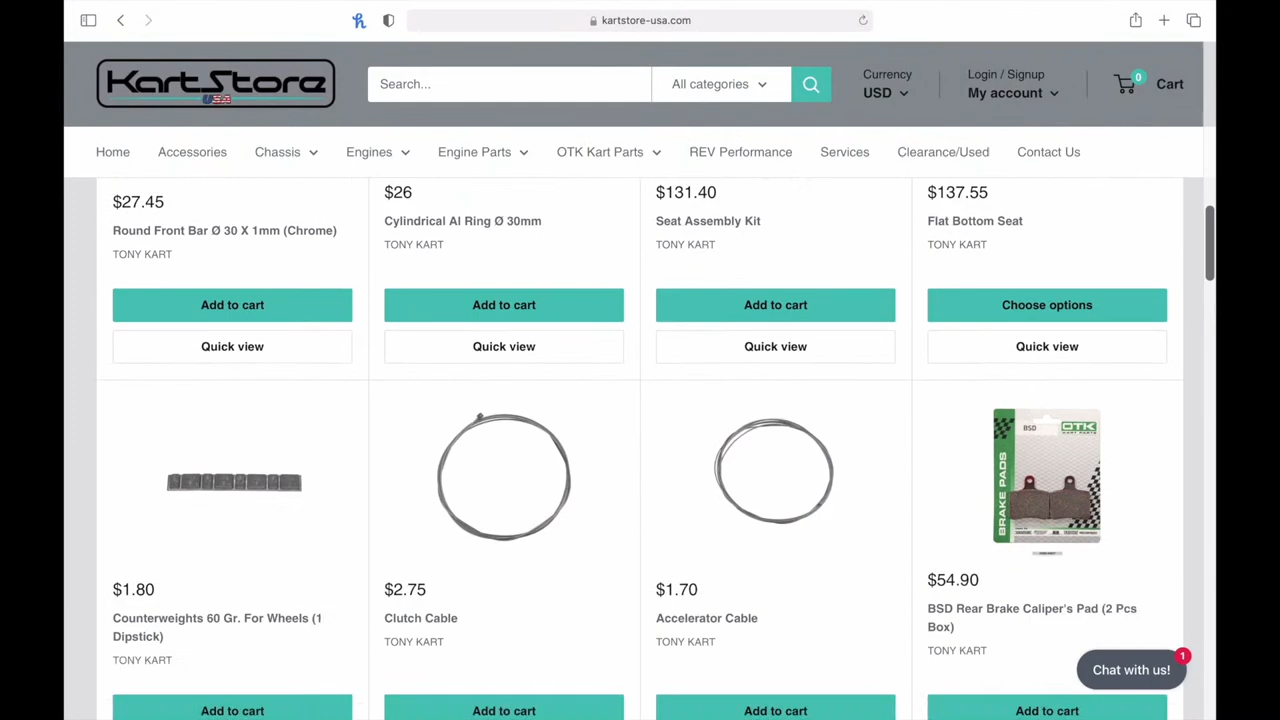 kartstore-usa.com
KartStore
USA
Search...
All categories
Currency
USD
Login / Signup
My account
0
Cart
Home
Accessories
Chassis
Engines
Engine Parts
OTK Kart Parts
REV Performance
Services
Clearance/Used
Contact Us
$27.45
Round Front Bar Ø 30 X 1mm (Chrome)
TONY KART
Add to cart
Quick view
$26
Cylindrical Al Ring Ø 30mm
TONY KART
Add to cart
Quick view
$131.40
Seat Assembly Kit
TONY KART
Add to cart
Quick view
$137.55
Flat Bottom Seat
TONY KART
Choose options
Quick view
$1.80
Counterweights 60 Gr. For Wheels (1
Dipstick)
TONY KART
Add to cart
$2.75
Clutch Cable
TONY KART
Add to cart
$1.70
Accelerator Cable
TONY KART
Add to cart
BSD
OTK
KART PARTS
BRAKE PADS
$54.90
BSD Rear Brake Caliper's Pad (2 Pcs
Box)
TONY KART
Add to cart
Chat with us!
1